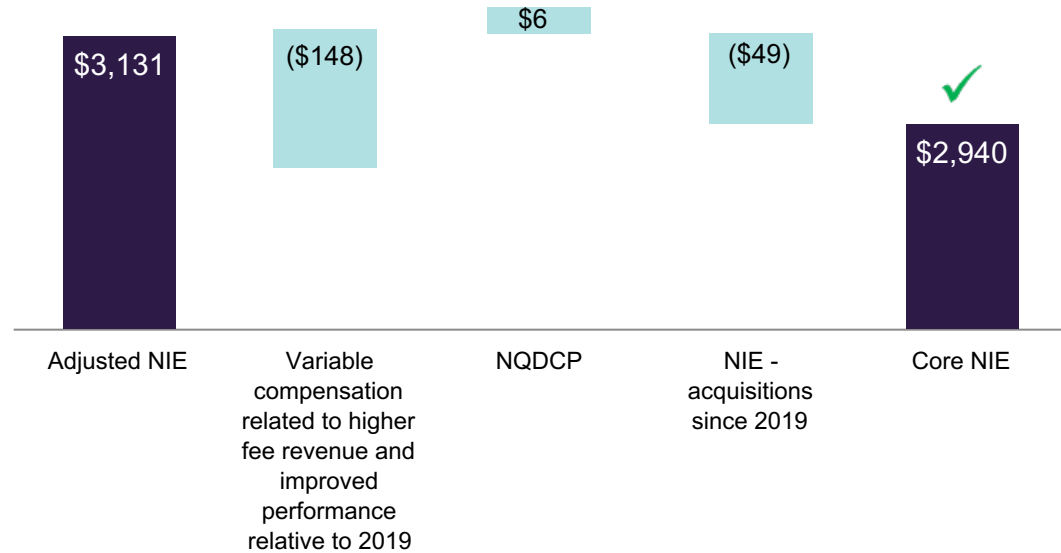 $3,131
($148)
$6
($49)
$2,940
Adjusted NIE
Variable
compensation
related to higher
fee revenue and
improved
performance
relative to 2019
NQDCP
NIE -
acquisitions
since 2019
Core NIE